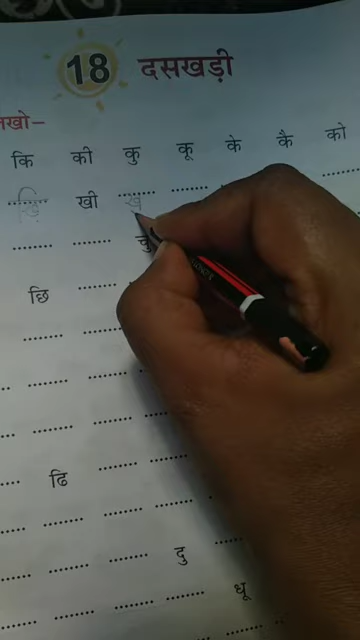 18 दसखड़ी
खो–
कि की कु कू के कै को
खि खी ख
चु
छि
ढि
दु
धू